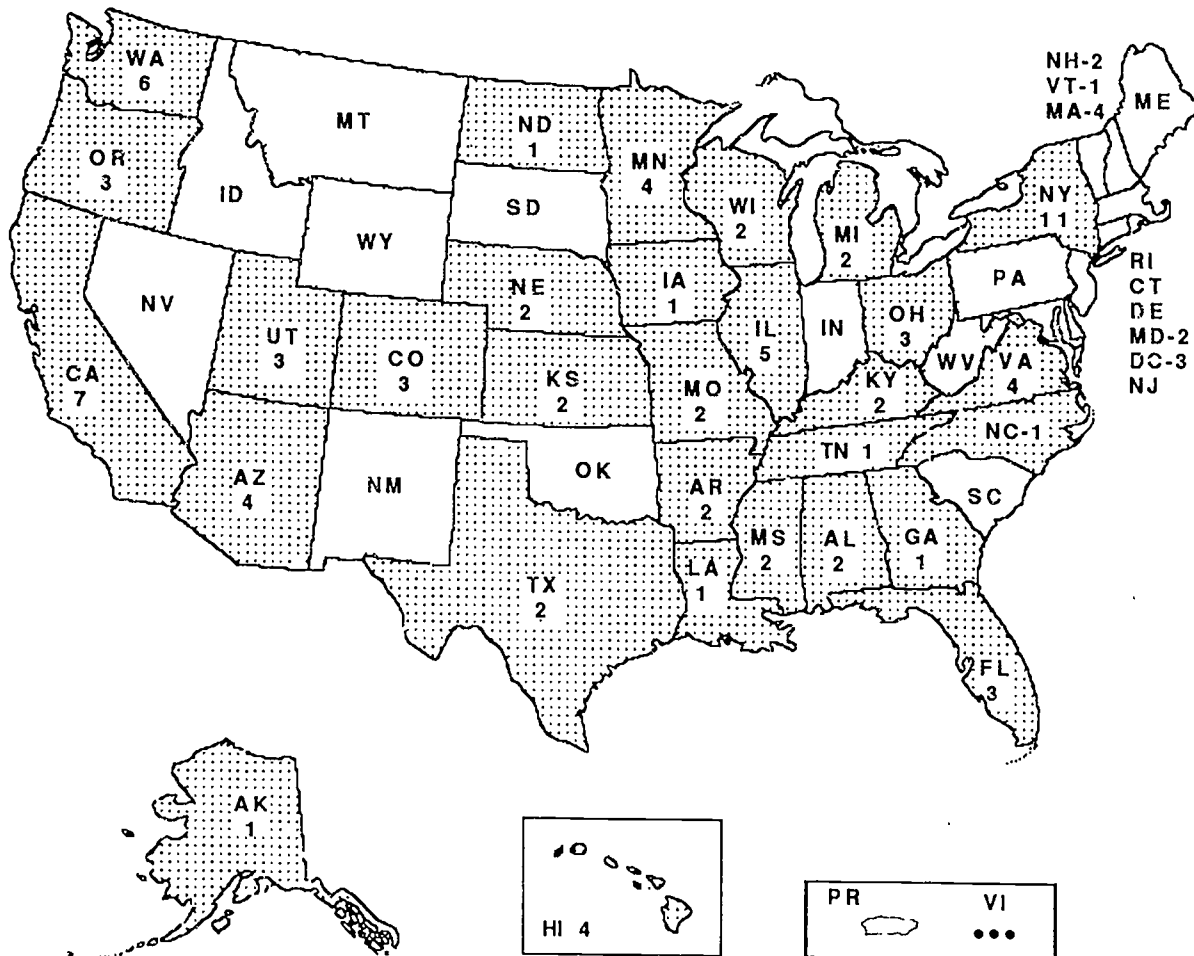 WA
6
OR
3
CA
7
NV
ID
MT
WY
UT
3
AZ
4
CO
3
NM
ND
1
SD
NE
2
KS
2
OK
TX
2
MN
4
IA
1
MO
2
AR
2
LA
1
WI
2
IL
5
MI
2
IN
OH
3
KY
2
TN 1
MS
2
AL
2
GA
1
FL
3
SC
NC-1
VA
4
WV
PA
NY
11
NH-2
VT-1
MA-4
ME
RI
CT
DE
MD-2
DC-3
NJ
AK
1
HI 4
PR
VI